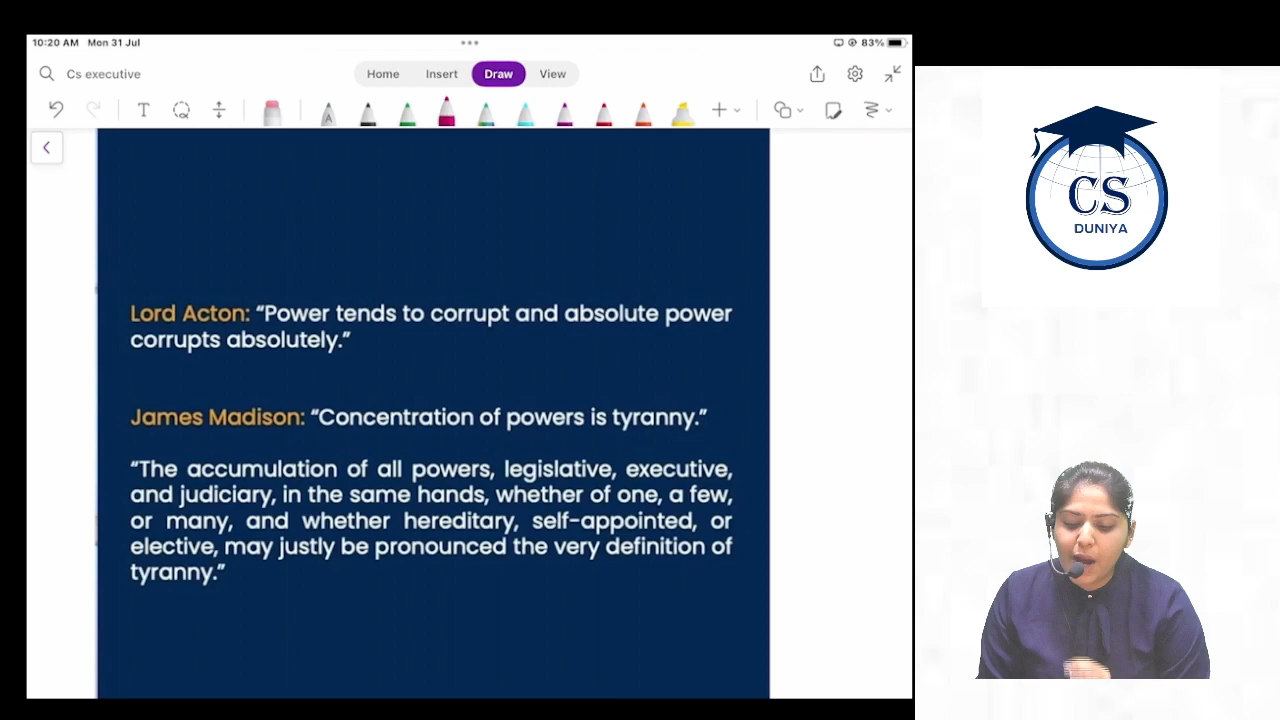 10:20 AM Mon 31 Jul
83%
Cs executive
Home Insert Draw View
T
A
CS
DUNIYA
Lord Acton: “Power tends to corrupt and absolute power
corrupts absolutely.”
James Madison: “Concentration of powers is tyranny.”
“The accumulation of all powers, legislative, executive,
and judiciary, in the same hands, whether of one, a few,
or many, and whether hereditary, self-appointed, or
elective, may justly be pronounced the very definition of
tyranny.”